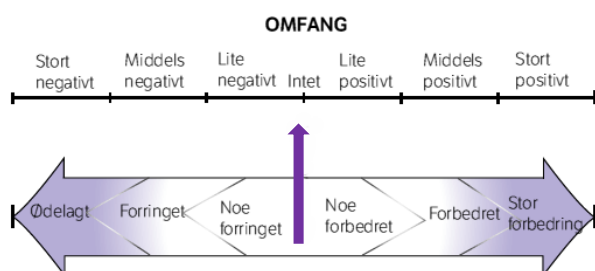 OMFANG
Stort negativt
Middels negativt
Lite negativt
Intet
Lite positivt
Middels positivt
Stort positivt
Ødelagt
Forringet
Noe forringet
Noe forbedret
Forbedret
Stor forbedring